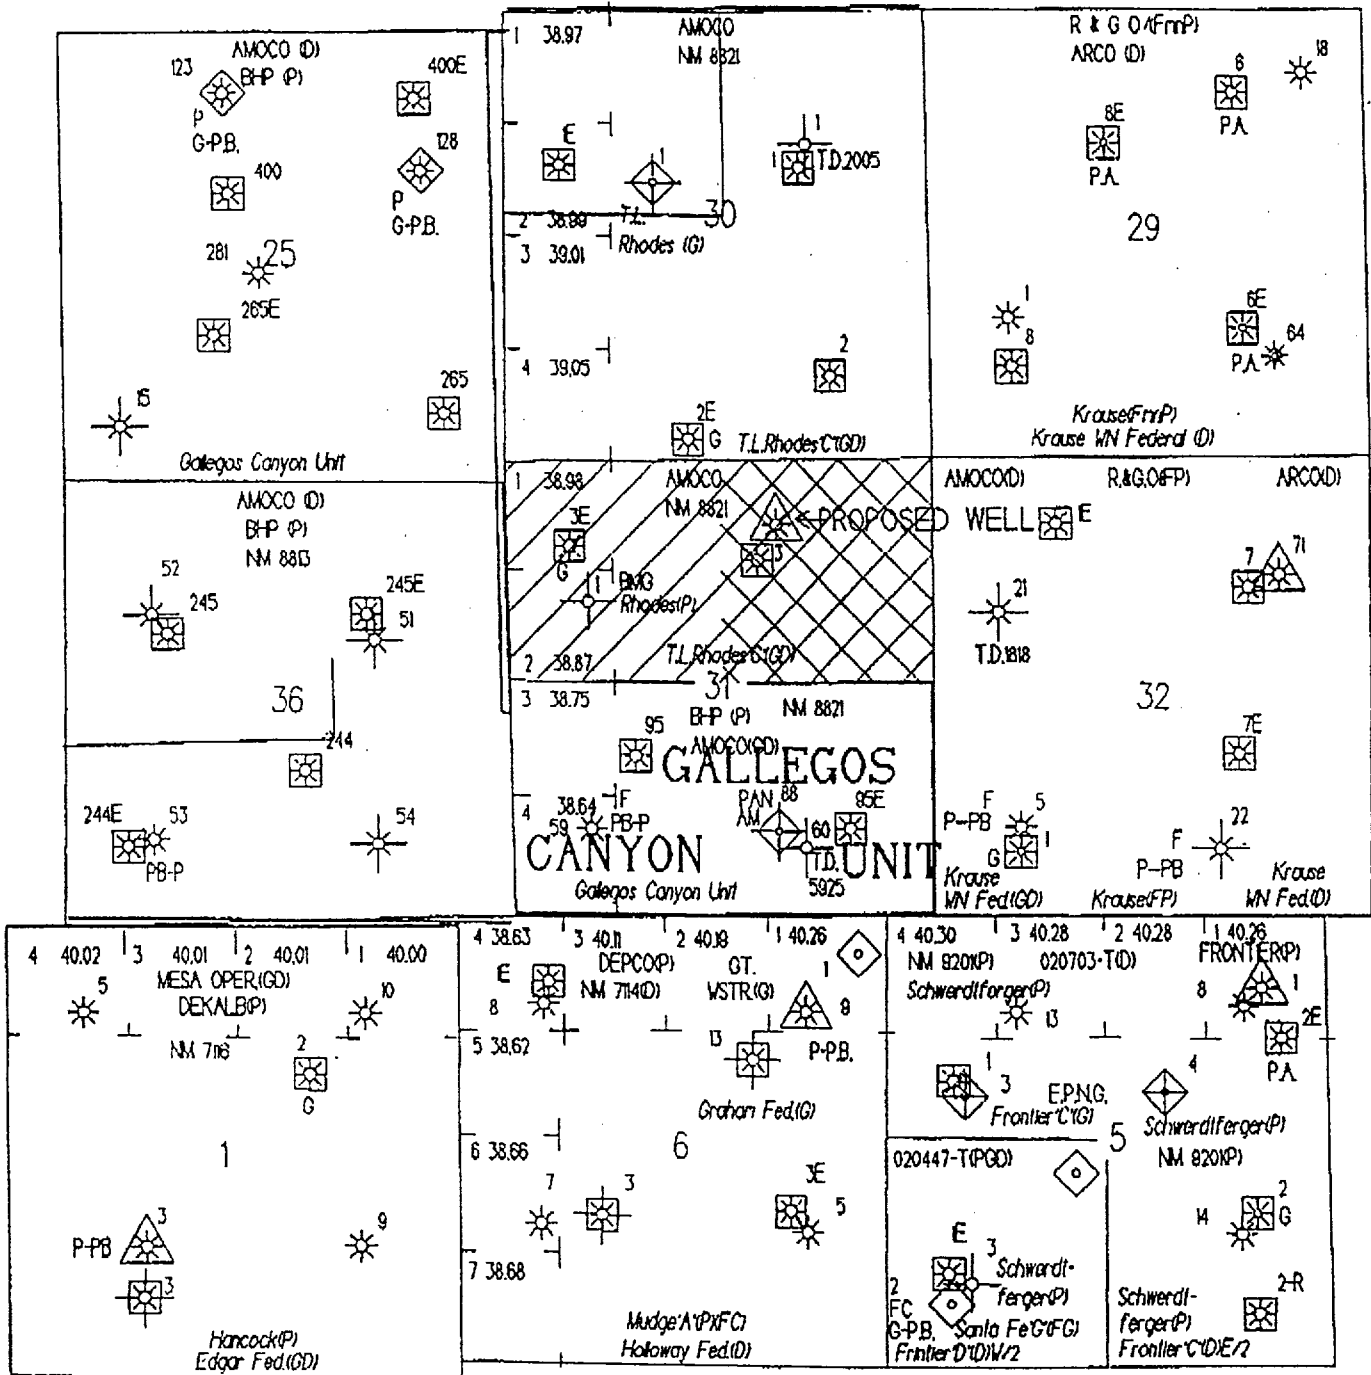 AMOCO (D)
BHP (P)
123
400E
P
G-P.B.
128
400
P
G-P.B.
281
25
265E
15
265
Gallegos Canyon Unit
1 38.97
AMOCO
NM 8821
E
1
1
1
T.D.2005
2 38.99
T.L.
Rhodes (G)
30
3 39.01
4 39.05
2
2E
G
T.L.Rhodes"C"(GD)
R & G O.(FrmP)
ARCO (D)
6
18
8E
P.A.
P.A.
29
1
8
6E
64
P.A.
Krause(FrmP)
Krause WN Federal (D)
AMOCO (D)
BHP (P)
NM 8813
52
245
245E
51
36
244
244E
53
PB-P
54
1 38.98
AMOCO
NM 8821
3E
G
PROPOSED WELL
3
1
BMG
Rhodes(P)
T.L.Rhodes"C"(GD)
2 38.87
31
3 38.75
BHP (P)
NM 8821
AMOCO(GD)
95
GALLEGOS
4 38.64
F
PB-P
59
PAN
AM
88
60
95E
T.D.
5925
CANYON
UNIT
Gallegos Canyon Unit
AMOCO(D)
R.&G.O.(FP)
ARCO(D)
E
7
71
21
T.D.1818
32
7E
F
P-PB
5
G
1
22
F
P-PB
Krause
WN Fed.(GD)
Krause(FP)
Krause
WN Fed.(D)
4 40.02 3 40.01 2 40.01 1 40.00
MESA OPER.(GD)
DEKALB(P)
5
10
NM 7116
2
G
1
3
P-PB
9
3
Hancock(P)
Edgar Fed.(GD)
4 38.63 3 40.11 2 40.18 1 40.26
DEPCO(P)
NM 7114(D)
GT.
WSTR.(G)
1
E
8
9
P-P.B.
5 38.62
13
Graham Fed.(G)
6 38.66
6
7
3
3E
5
7 38.68
Mudge"A"(P)(FC)
Holloway Fed.(D)
4 40.30 3 40.28 2 40.28 1 40.26
NM 8201(P)
020703-T(D)
FRONTIER(P)
Schwerdtferger(P)
13
8
1
2E
P.A.
1
3
E.P.N.G.
Frontier"C"(G)
4
Schwerdtferger(P)
5
020447-T(PGD)
NM 8201(P)
2
G
14
E
3
Schwerdt-
ferger(P)
2
FC
G-P.B.
Santa Fe"G"(FG)
Frintier"D"(D)W/2
2-R
Schwerdt-
ferger(P)
Frontier"C"(D)E/2